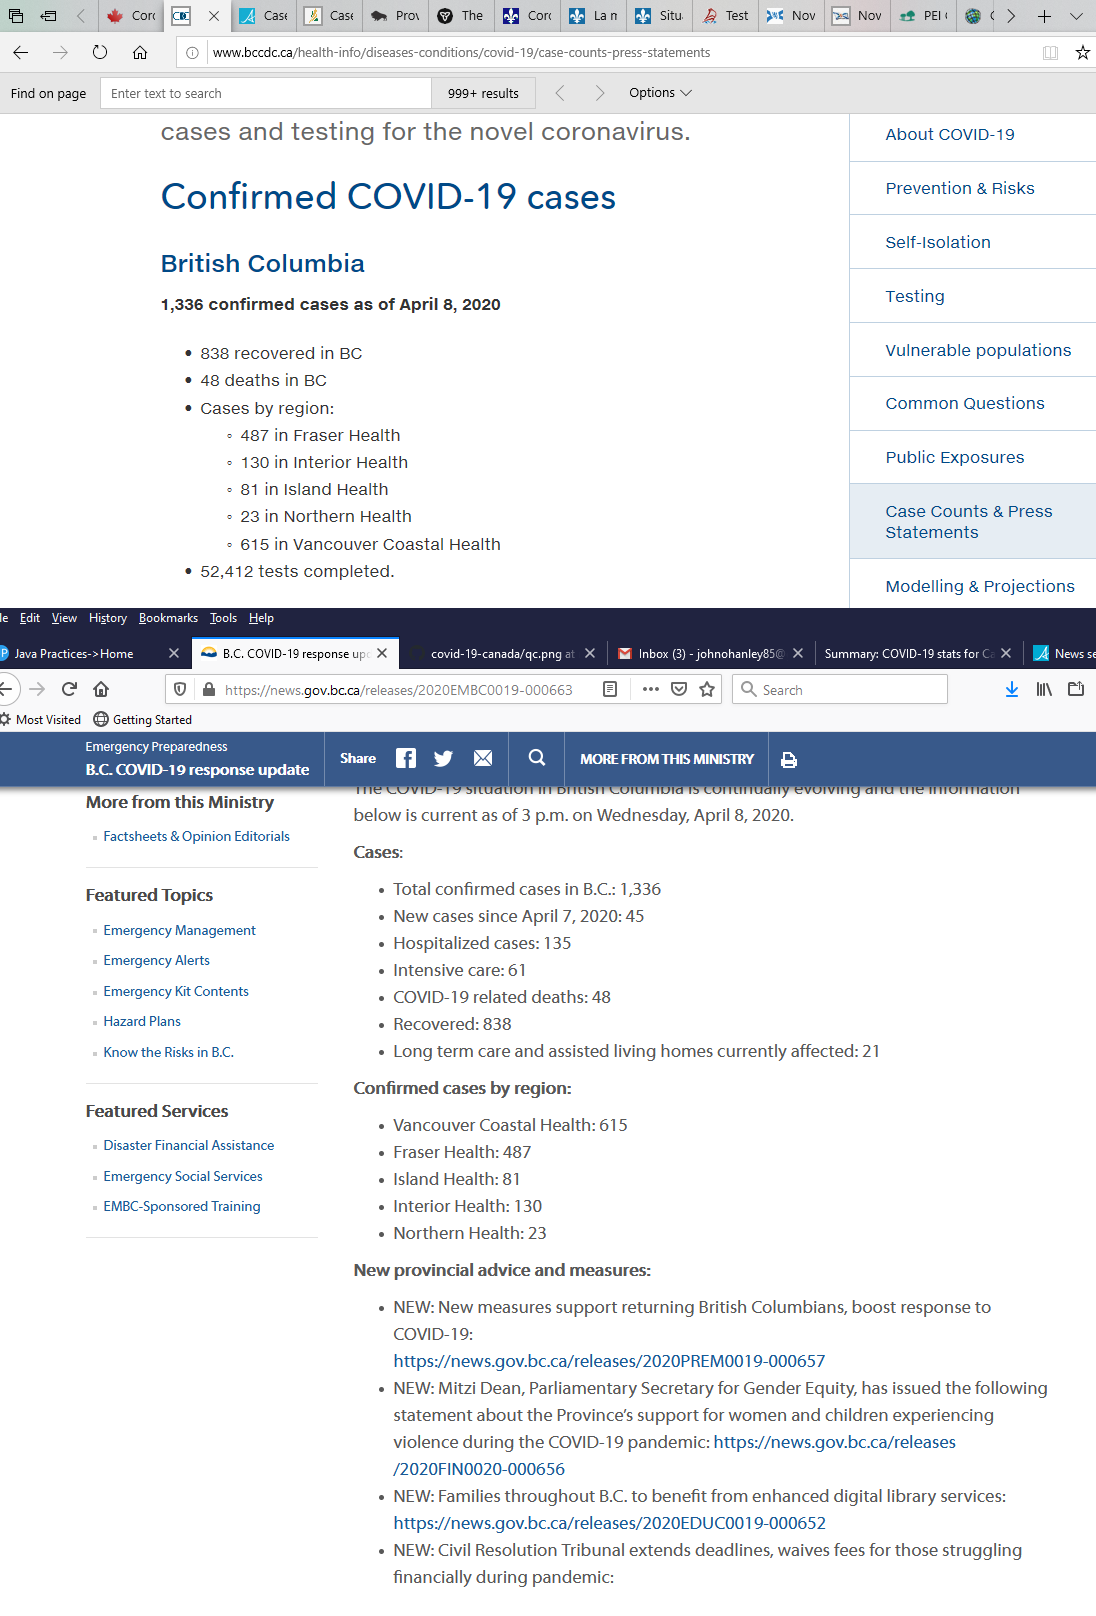 Cor
Case
Case
Prov
The
Cor
La m
Situ
Test
Nov
Nov
PEI
www.bccdc.ca/health-info/diseases-conditions/covid-19/case-counts-press-statements
Find on page
Enter text to search
999+ results
Options
cases and testing for the novel coronavirus.
Confirmed COVID-19 cases
British Columbia
1,336 confirmed cases as of April 8, 2020
• 838 recovered in BC
• 48 deaths in BC
• Cases by region:
◦ 487 in Fraser Health
◦ 130 in Interior Health
◦ 81 in Island Health
◦ 23 in Northern Health
◦ 615 in Vancouver Coastal Health
• 52,412 tests completed.
About COVID-19
Prevention & Risks
Self-Isolation
Testing
Vulnerable populations
Common Questions
Public Exposures
Case Counts & Press
Statements
Modelling & Projections
le Edit View History Bookmarks Tools Help
Java Practices->Home
B.C. COVID-19 response upd
covid-19-canada/qc.png at
Inbox (3) - johnohanley85@
Summary: COVID-19 stats for Ca
News se
https://news.gov.bc.ca/releases/2020EMBC0019-000663
Search
Most Visited
Getting Started
Emergency Preparedness
B.C. COVID-19 response update
Share
MORE FROM THIS MINISTRY
More from this Ministry
Factsheets & Opinion Editorials
Featured Topics
Emergency Management
Emergency Alerts
Emergency Kit Contents
Hazard Plans
Know the Risks in B.C.
Featured Services
Disaster Financial Assistance
Emergency Social Services
EMBC-Sponsored Training
The COVID-19 situation in British Columbia is continually evolving and the information
below is current as of 3 p.m. on Wednesday, April 8, 2020.
Cases:
• Total confirmed cases in B.C.: 1,336
• New cases since April 7, 2020: 45
• Hospitalized cases: 135
• Intensive care: 61
• COVID-19 related deaths: 48
• Recovered: 838
• Long term care and assisted living homes currently affected: 21
Confirmed cases by region:
• Vancouver Coastal Health: 615
• Fraser Health: 487
• Island Health: 81
• Interior Health: 130
• Northern Health: 23
New provincial advice and measures:
• NEW: New measures support returning British Columbians, boost response to
COVID-19:
https://news.gov.bc.ca/releases/2020PREM0019-000657
• NEW: Mitzi Dean, Parliamentary Secretary for Gender Equity, has issued the following
statement about the Province’s support for women and children experiencing
violence during the COVID-19 pandemic: https://news.gov.bc.ca/releases
/2020FIN0020-000656
• NEW: Families throughout B.C. to benefit from enhanced digital library services:
https://news.gov.bc.ca/releases/2020EDUC0019-000652
• NEW: Civil Resolution Tribunal extends deadlines, waives fees for those struggling
financially during pandemic: